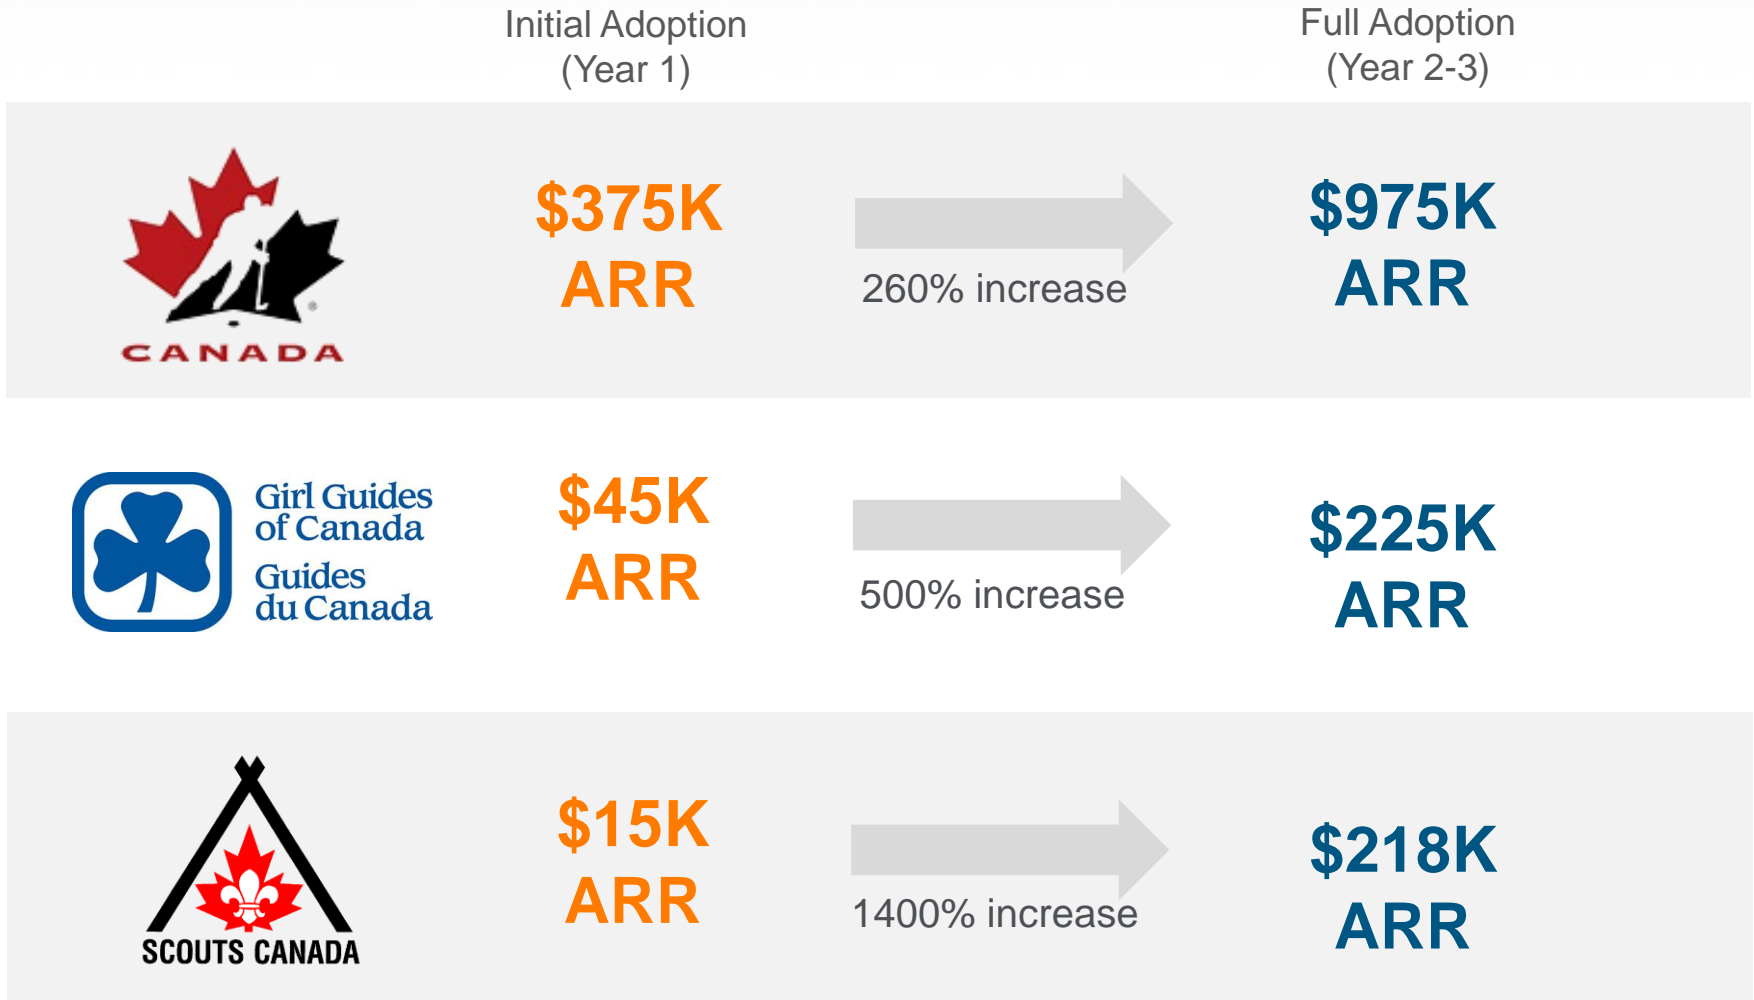 Initial Adoption
(Year 1)
Full Adoption
(Year 2-3)
CANADA
®
$375K
ARR
260% increase
$975K
ARR
Girl Guides
of Canada
Guides
du Canada
$45K
ARR
500% increase
$225K
ARR
SCOUTS CANADA
$15K
ARR
1400% increase
$218K
ARR